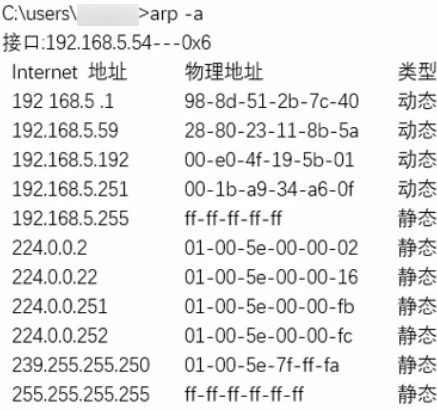 C:\users\ >arp -a
接口:192.168.5.54---0x6
Internet 地址 物理地址 类型
192 168.5 .1 98-8d-51-2b-7c-40 动态
192.168.5.59 28-80-23-11-8b-5a 动态
192.168.5.192 00-e0-4f-19-5b-01 动态
192.168.5.251 00-1b-a9-34-a6-0f 动态
192.168.5.255 ff-ff-ff-ff-ff 静态
224.0.0.2 01-00-5e-00-00-02 静态
224.0.0.22 01-00-5e-00-00-16 静态
224.0.0.251 01-00-5e-00-00-fb 静态
224.0.0.252 01-00-5e-00-00-fc 静态
239.255.255.250 01-00-5e-7f-ff-fa 静态
255.255.255.255 ff-ff-ff-ff-ff-ff 静态